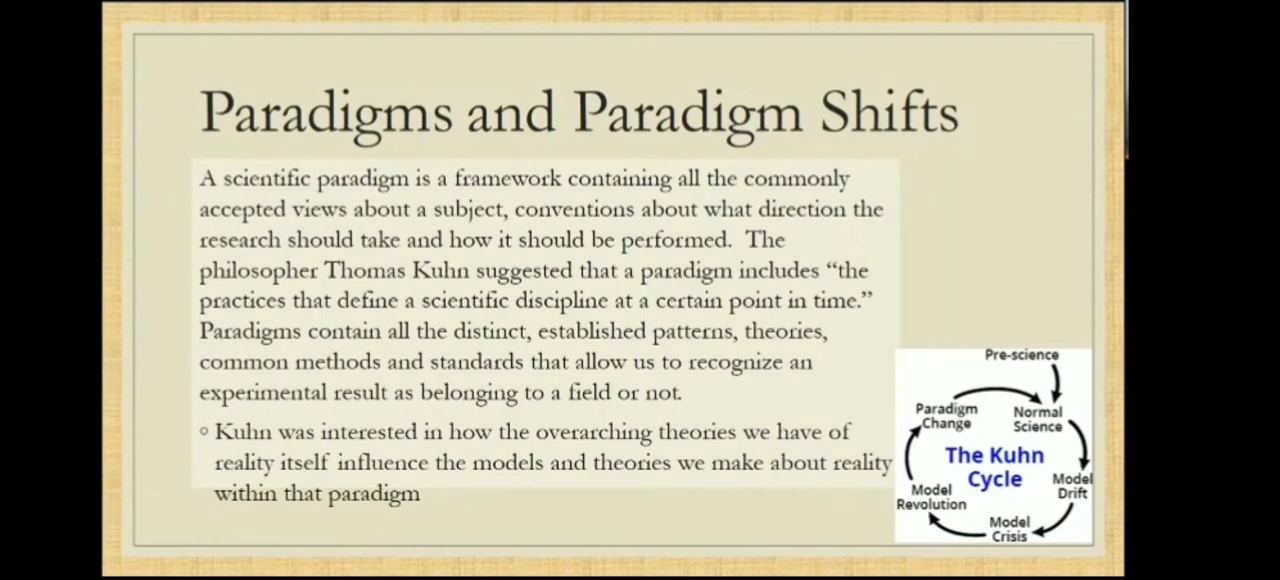 Paradigms and Paradigm Shifts
A scientific paradigm is a framework containing all the commonly
accepted views about a subject, conventions about what direction the
research should take and how it should be performed.  The
philosopher Thomas Kuhn suggested that a paradigm includes “the
practices that define a scientific discipline at a certain point in time.”
Paradigms contain all the distinct, established patterns, theories,
common methods and standards that allow us to recognize an
experimental result as belonging to a field or not.
Kuhn was interested in how the overarching theories we have of
reality itself influence the models and theories we make about reality
within that paradigm
Pre-science
Paradigm
Change
Normal
Science
The Kuhn
Cycle
Model
Drift
Model
Revolution
Model
Crisis